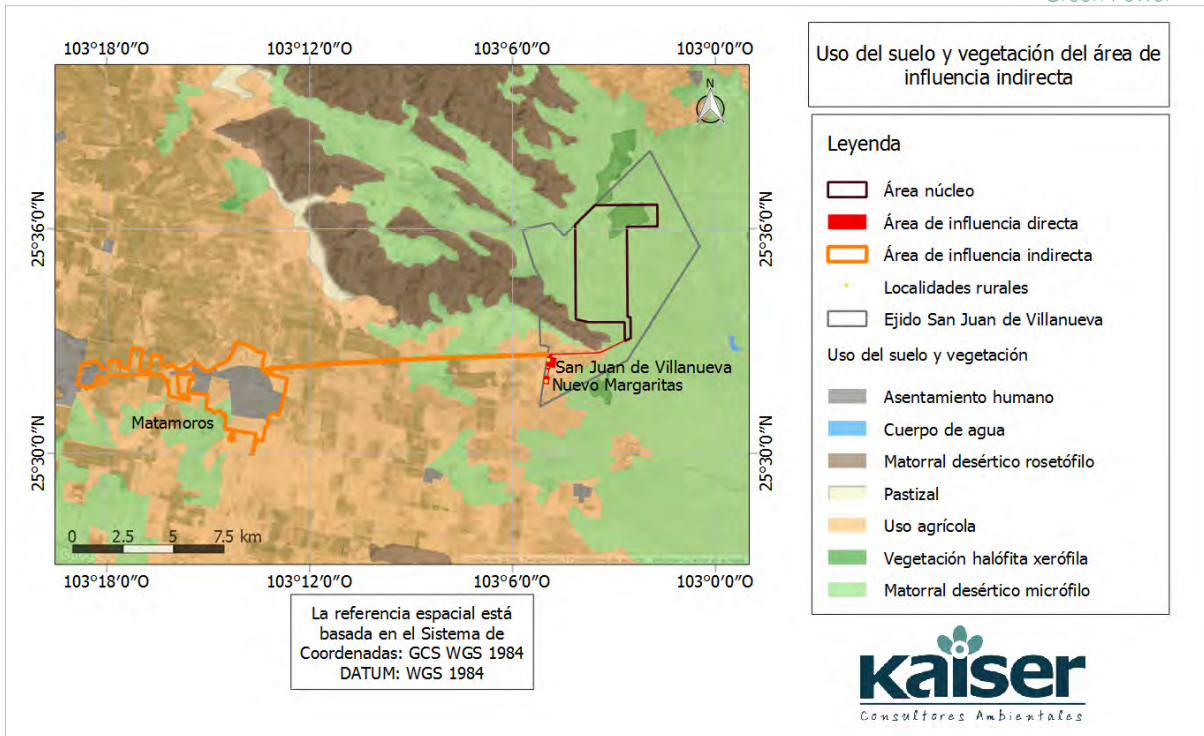 Green Power
103°18'0"O 103°12'0"O 103°6'0"O 103°0'0"O
N
25°36'0"N 25°36'0"N
San Juan de Villanueva
Nuevo Margaritas
Matamoros
25°30'0"N 25°30'0"N
0 2.5 5 7.5 km
103°18'0"O 103°12'0"O 103°6'0"O 103°0'0"O
La referencia espacial está
basada en el Sistema de
Coordenadas: GCS WGS 1984
DATUM: WGS 1984
Uso del suelo y vegetación del área de
influencia indirecta
Leyenda
Área núcleo
Área de influencia directa
Área de influencia indirecta
Localidades rurales
Ejido San Juan de Villanueva
Uso del suelo y vegetación
Asentamiento humano
Cuerpo de agua
Matorral desértico rosetófilo
Pastizal
Uso agrícola
Vegetación halófita xerófila
Matorral desértico micrófilo
Kaiser
Consultores Ambientales